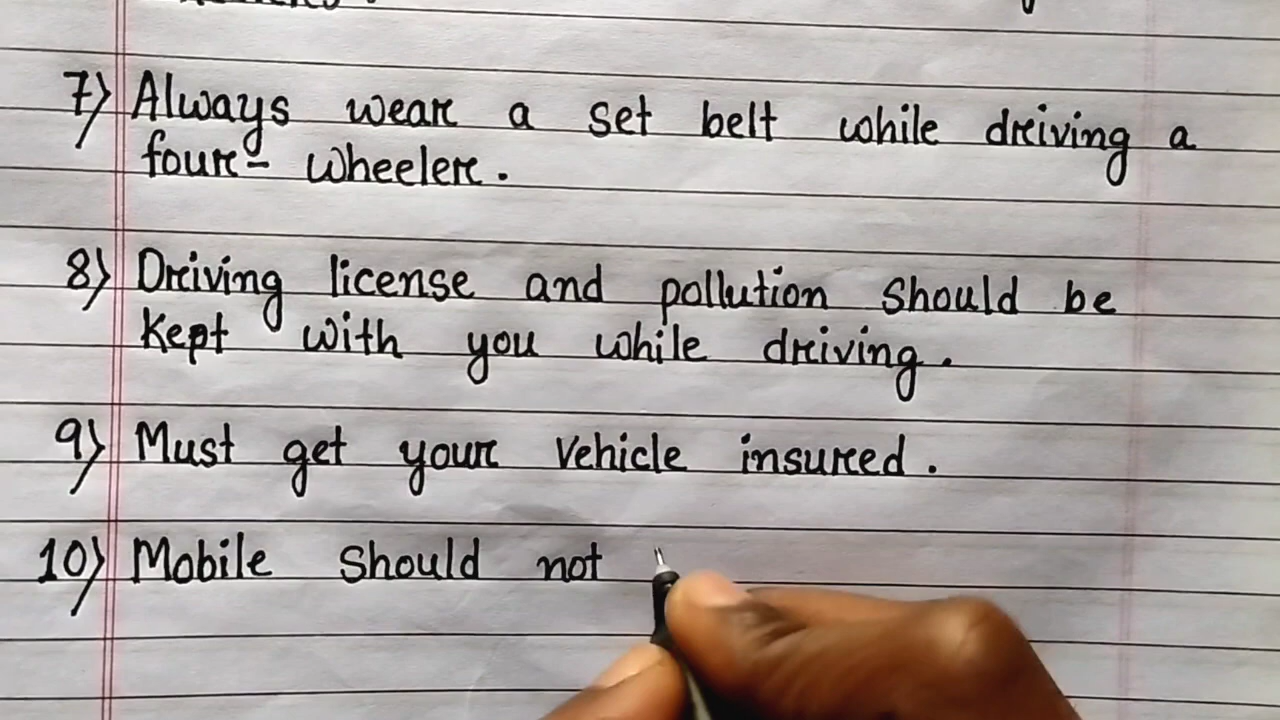 7) Always wear a set belt while driving a
four- wheeler.
8) Driving license and pollution should be
kept with you while driving.
9) Must get your vehicle insured.
10) Mobile should not